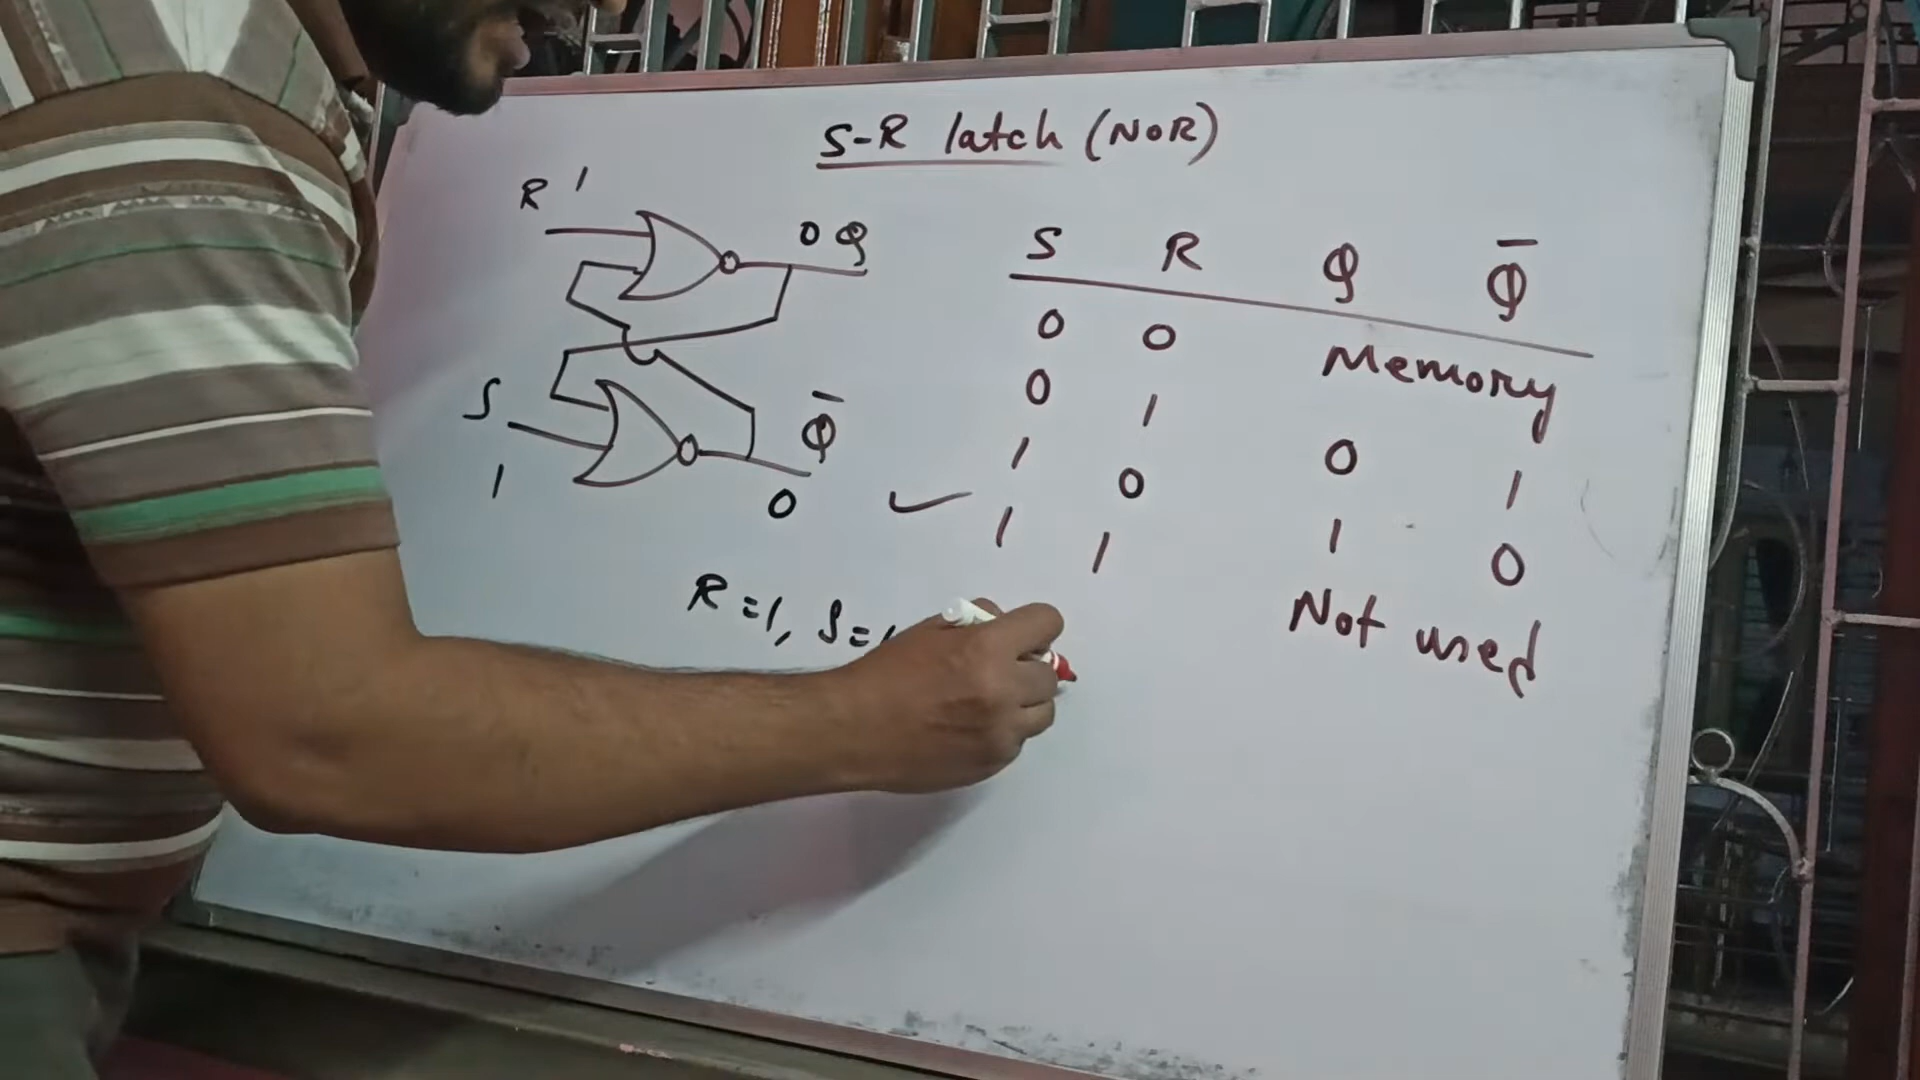 S-R latch (NOR)
R 1
0 Q
S
1
Q̅
0
S R Q Q̅
0 0 Memory
0 1 0 1
1 0 1 0
1 1 Not used
R=1, S=1